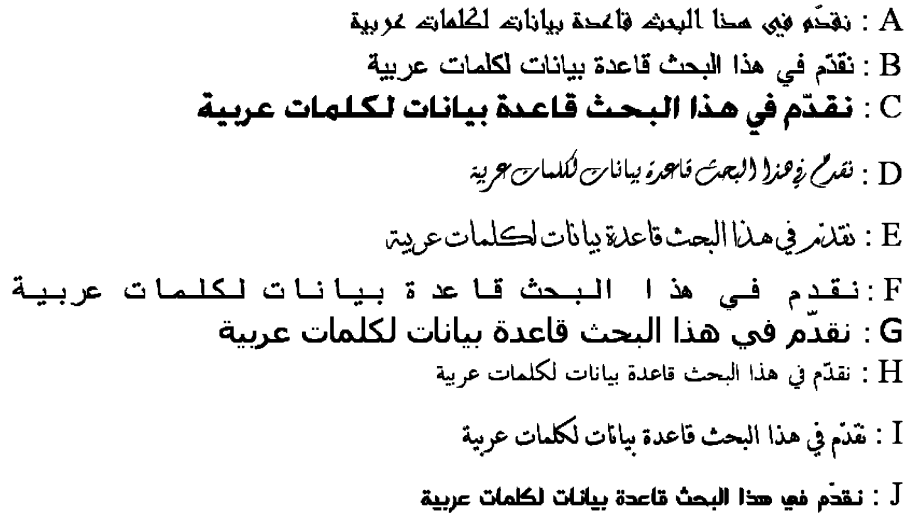 A : نقدّم في هذا البحث قاعدة بيانات لكلمات عربية
B : نقدّم في هذا البحث قاعدة بيانات لكلمات عربية
C : نقدّم في هذا البحث قاعدة بيانات لكلمات عربية
D : نقدم في هذا البحث قاعدة بيانات لكلمات عربية
E : نقدّم في هذا البحث قاعدة بيانات لكلمات عربية
F : نقدم في هذا البحث قاعدة بيانات لكلمات عربية
G : نقدّم في هذا البحث قاعدة بيانات لكلمات عربية
H : نقدّم في هذا البحث قاعدة بيانات لكلمات عربية
I : نقدّم في هذا البحث قاعدة بيانات لكلمات عربية
J : نقدّم في هذا البحث قاعدة بيانات لكلمات عربية